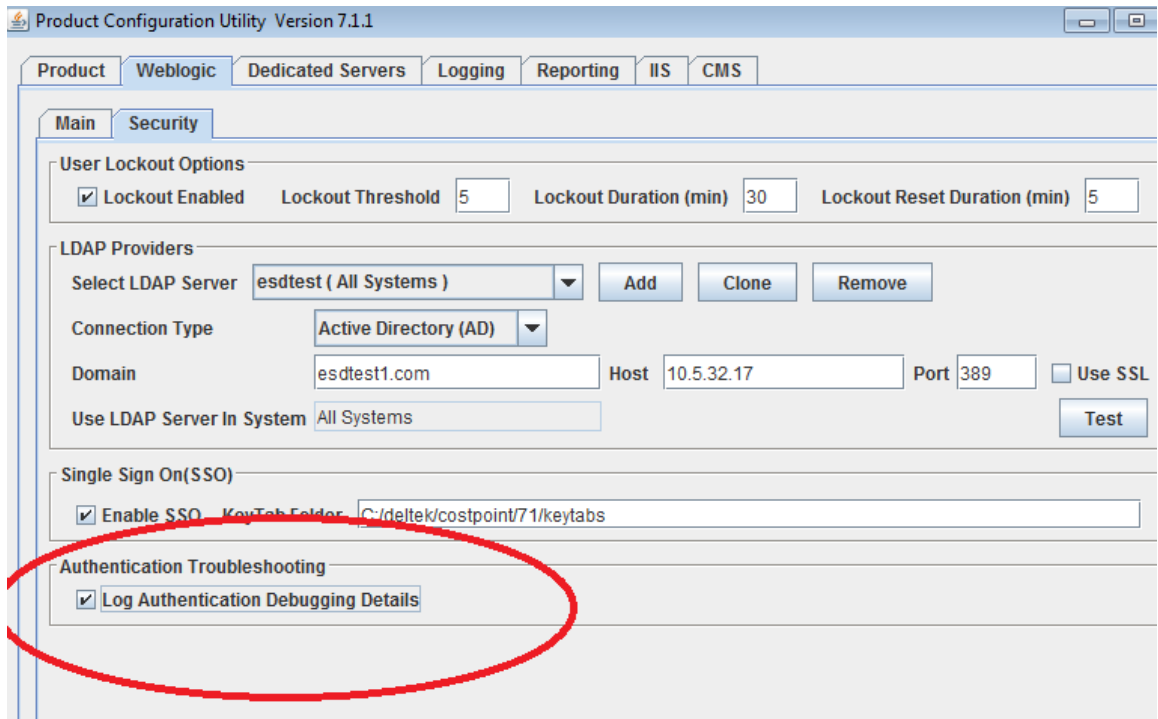 Product Configuration Utility Version 7.1.1
Product Weblogic Dedicated Servers Logging Reporting IIS CMS
Main Security
User Lockout Options
Lockout Enabled Lockout Threshold 5 Lockout Duration (min) 30 Lockout Reset Duration (min) 5
LDAP Providers
Select LDAP Server esdtest ( All Systems ) Add Clone Remove
Connection Type Active Directory (AD)
Domain esdtest1.com Host 10.5.32.17 Port 389 Use SSL
Use LDAP Server In System All Systems Test
Single Sign On(SSO)
Enable SSO KeyTab Folder C:/deltek/costpoint/71/keytabs
Authentication Troubleshooting
Log Authentication Debugging Details